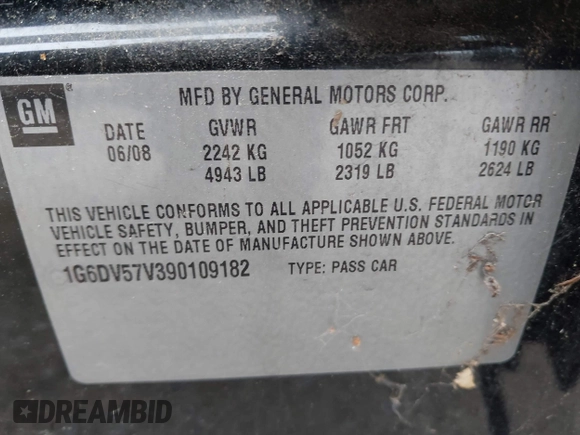 GM ®
MFD BY GENERAL MOTORS CORP.
DATE GVWR GAWR FRT GAWR RR
06/08 2242 KG 1052 KG 1190 KG
4943 LB 2319 LB 2624 LB
THIS VEHICLE CONFORMS TO ALL APPLICABLE U.S. FEDERAL MOTOR
VEHICLE SAFETY, BUMPER, AND THEFT PREVENTION STANDARDS IN
EFFECT ON THE DATE OF MANUFACTURE SHOWN ABOVE.
1G6DV57V390109182 TYPE: PASS CAR
DREAMBID